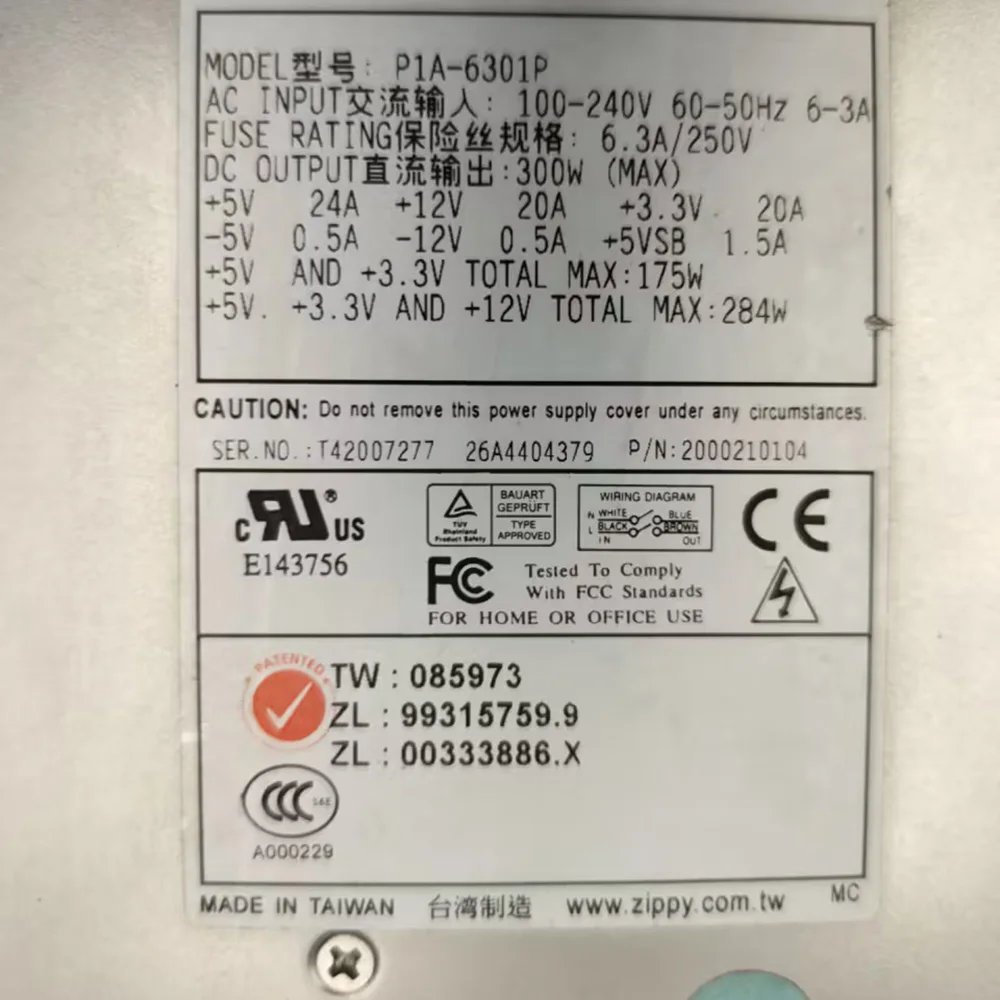 MODEL型号: P1A-6301P
AC INPUT交流输入: 100-240V 60-50Hz 6-3A
FUSE RATING保险丝规格: 6.3A/250V
DC OUTPUT直流输出:300W (MAX)
+5V 24A +12V 20A +3.3V 20A
-5V 0.5A -12V 0.5A +5VSB 1.5A
+5V AND +3.3V TOTAL MAX:175W
+5V. +3.3V AND +12V TOTAL MAX:284W
CAUTION: Do not remove this power supply cover under any circumstances.
SER.NO.:T42007277 26A4404379 P/N:2000210104
c RU US ®
E143756
TÜV
Rheinland
Product Safety
BAUART
GEPRÜFT
TYPE
APPROVED
WIRING DIAGRAM
N WHITE BLUE
L BLACK BROWN
IN OUT
CE
FC Tested To Comply
With FCC Standards
FOR HOME OR OFFICE USE
PATENTED
TW : 085973
ZL : 99315759.9
ZL : 00333886.X
CCC S&E
A000229
MADE IN TAIWAN 台湾制造 www.zippy.com.tw MC